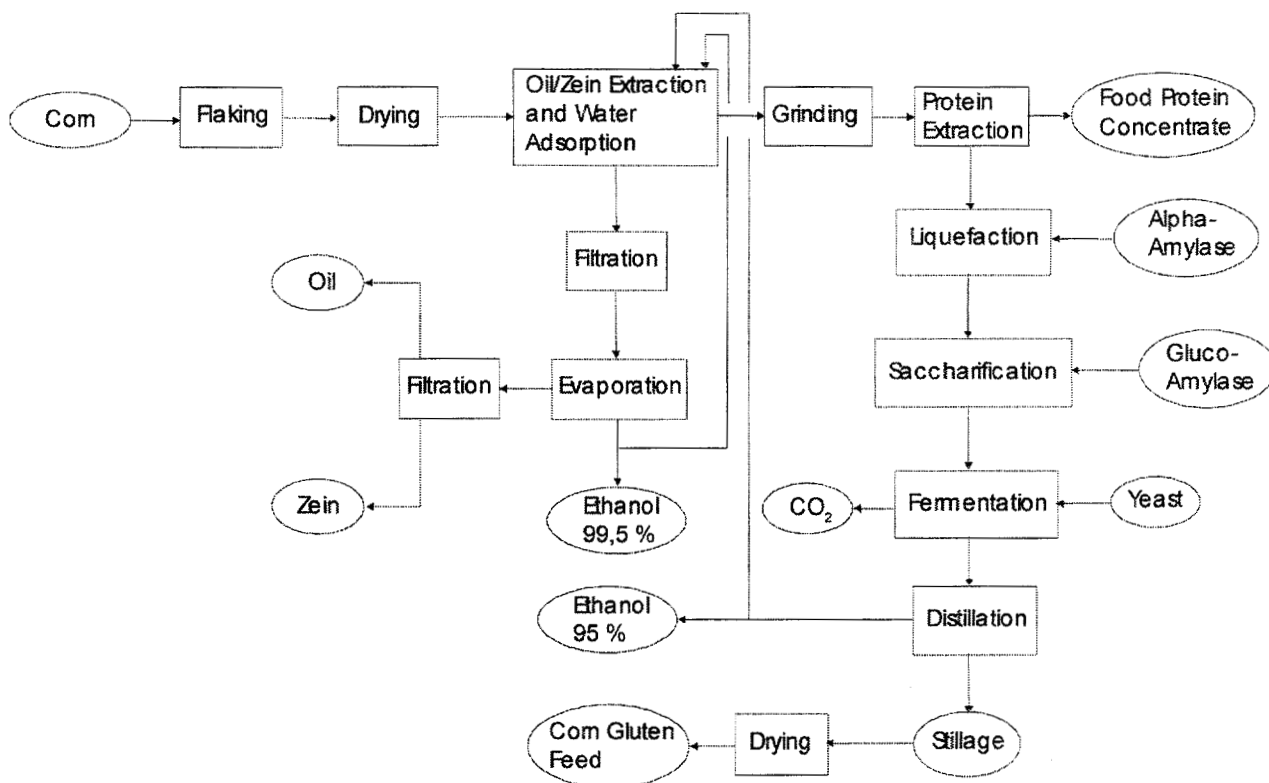 Corn
Flaking
Drying
Oil/Zein Extraction
and Water
Adsorption
Grinding
Protein
Extraction
Food Protein
Concentrate
Filtration
Liquefaction
Alpha-
Amylase
Oil
Filtration
Evaporation
Saccharification
Gluco-
Amylase
Zein
Ethanol
99,5 %
CO₂
Fermentation
Yeast
Ethanol
95 %
Distillation
Corn Gluten
Feed
Drying
Stillage